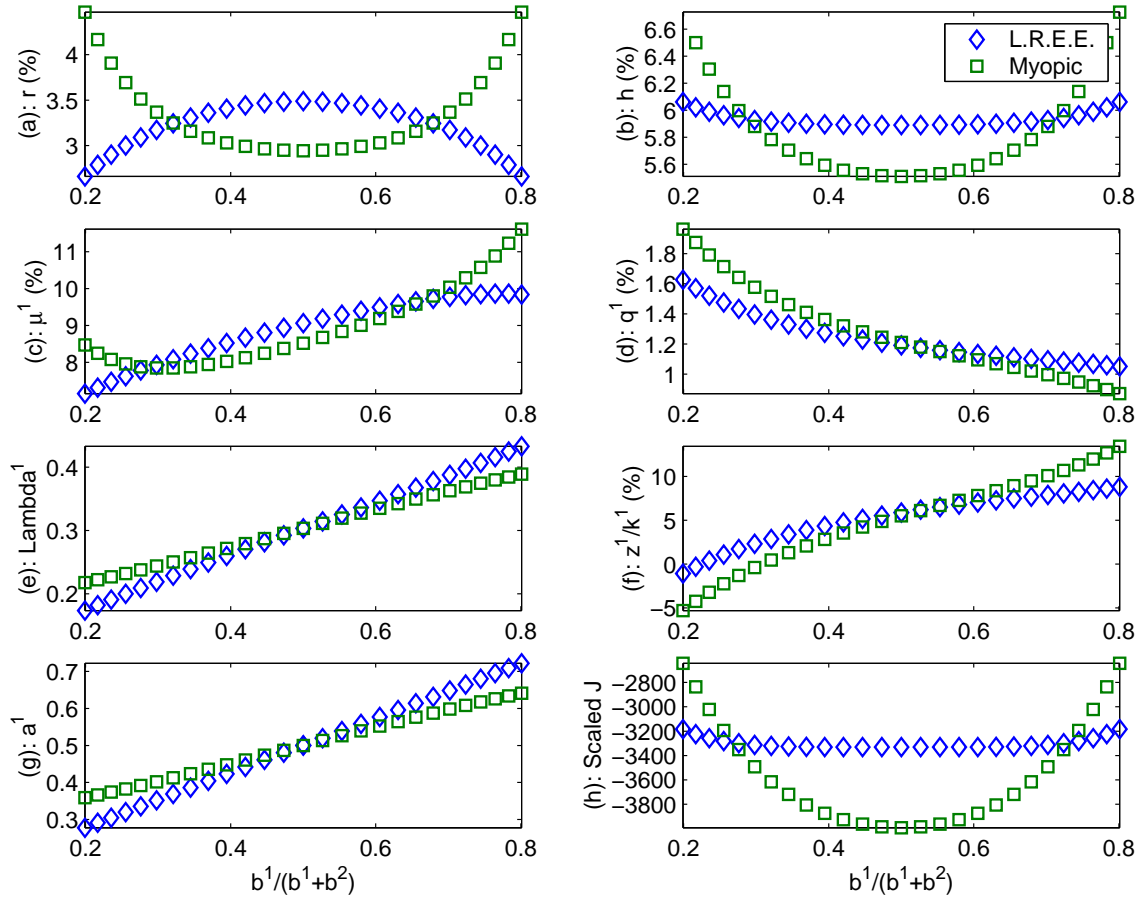 4
3.5
3
0.2 0.4 0.6 0.8
(a): r (%)
6.6
6.4
6.2
6
5.8
5.6
0.2 0.4 0.6 0.8
(b): h (%)
L.R.E.E.
Myopic
11
10
9
8
0.2 0.4 0.6 0.8
(c): μ¹ (%)
1.8
1.6
1.4
1.2
1
0.2 0.4 0.6 0.8
(d): q¹ (%)
0.4
0.3
0.2
0.2 0.4 0.6 0.8
(e): Lambda¹
10
5
0
−5
0.2 0.4 0.6 0.8
(f): z¹/k¹ (%)
0.7
0.6
0.5
0.4
0.3
0.2 0.4 0.6 0.8
(g): a¹
b¹/(b¹+b²)
−2800
−3000
−3200
−3400
−3600
−3800
0.2 0.4 0.6 0.8
(h): Scaled J
b¹/(b¹+b²)